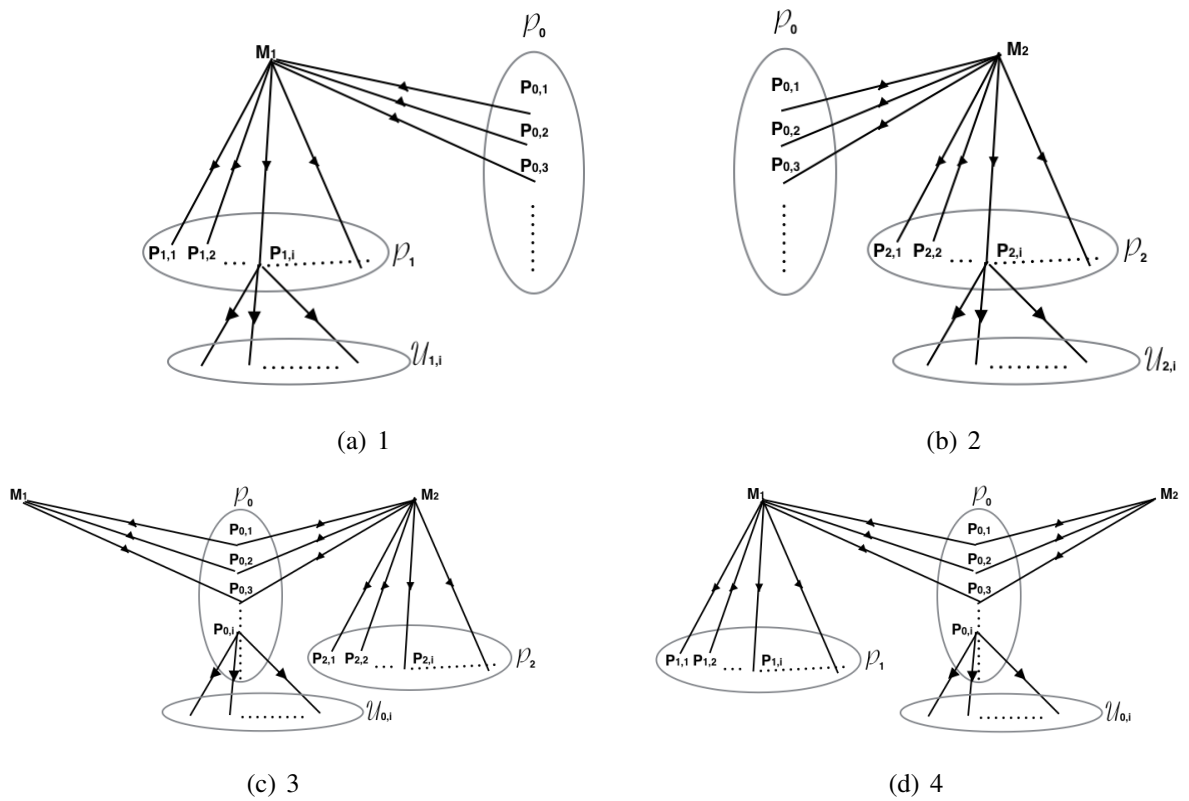 M1
𝒫0
P0,1
P0,2
P0,3
P1,1 P1,2 ... P1,i
𝒫1
𝒰1,i
(a) 1
𝒫0
M2
P0,1
P0,2
P0,3
P2,1 P2,2 ... P2,i
𝒫2
𝒰2,i
(b) 2
M1
𝒫0
M2
P0,1
P0,2
P0,3
P0,i
P2,1 P2,2 ... P2,i
𝒫2
𝒰0,i
(c) 3
M1
𝒫0
M2
P0,1
P0,2
P0,3
P0,i
P1,1 P1,2 ... P1,i
𝒫1
𝒰0,i
(d) 4